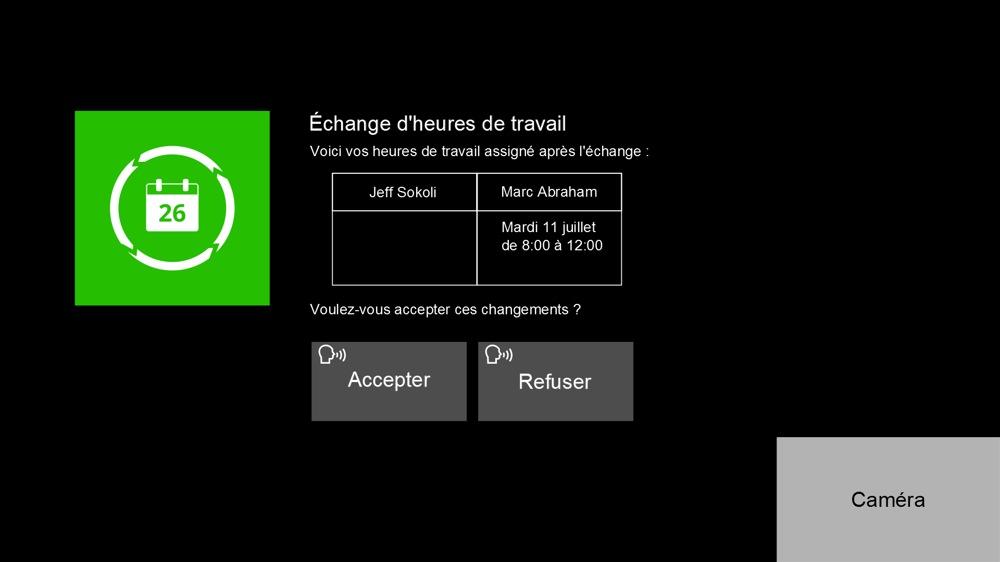 26
Échange d'heures de travail
Voici vos heures de travail assigné après l'échange :
Jeff Sokoli
Marc Abraham
Mardi 11 juillet
de 8:00 à 12:00
Voulez-vous accepter ces changements ?
Accepter
Refuser
Caméra